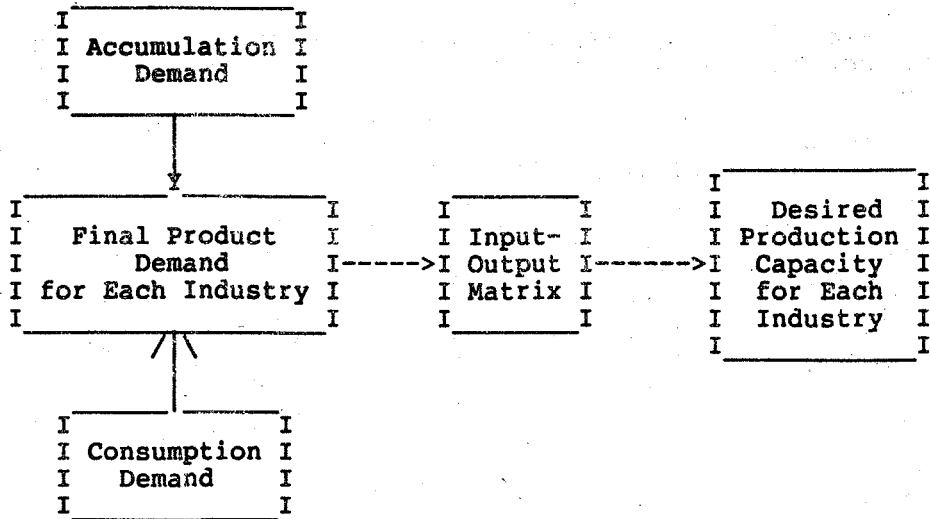 Accumulation
Demand
Final Product
Demand
for Each Industry
Input-
Output
Matrix
Desired
Production
Capacity
for Each
Industry
Consumption
Demand